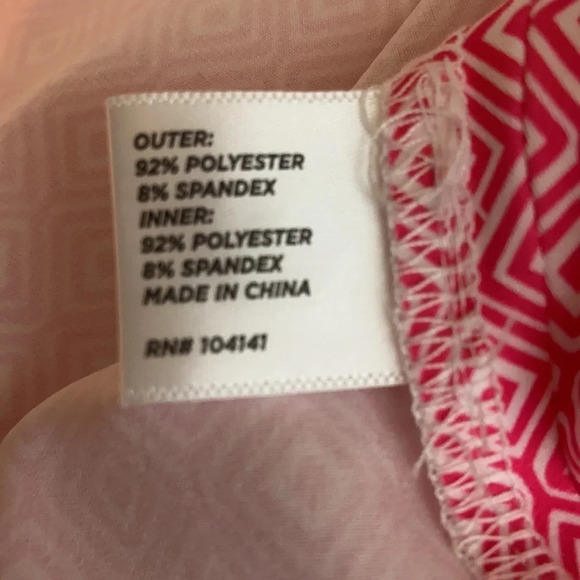 OUTER:
92% POLYESTER
8% SPANDEX
INNER:
92% POLYESTER
8% SPANDEX
MADE IN CHINA
RN# 104141